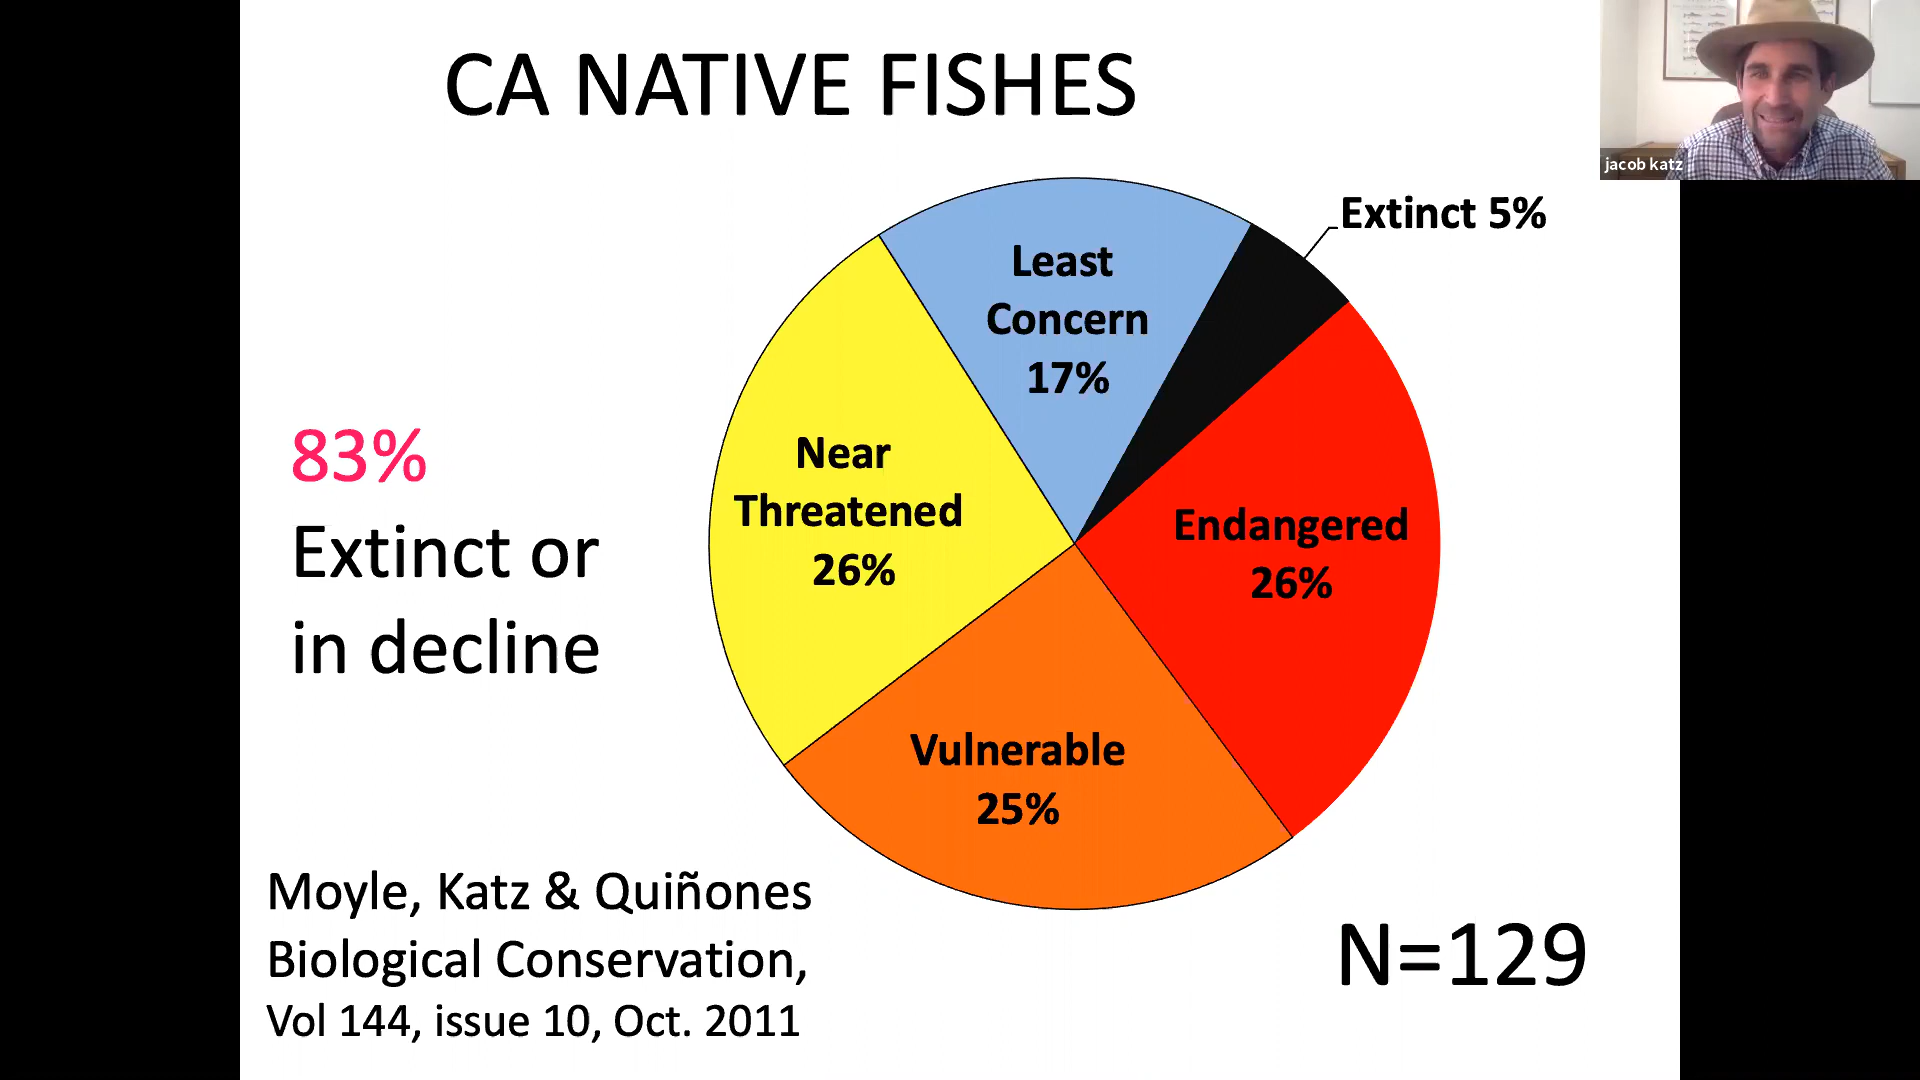 CA NATIVE FISHES
jacob katz
Extinct 5%
Least
Concern
17%
Near
Threatened
26%
Endangered
26%
Vulnerable
25%
83%
Extinct or
in decline
Moyle, Katz & Quiñones
Biological Conservation,
Vol 144, issue 10, Oct. 2011
N=129